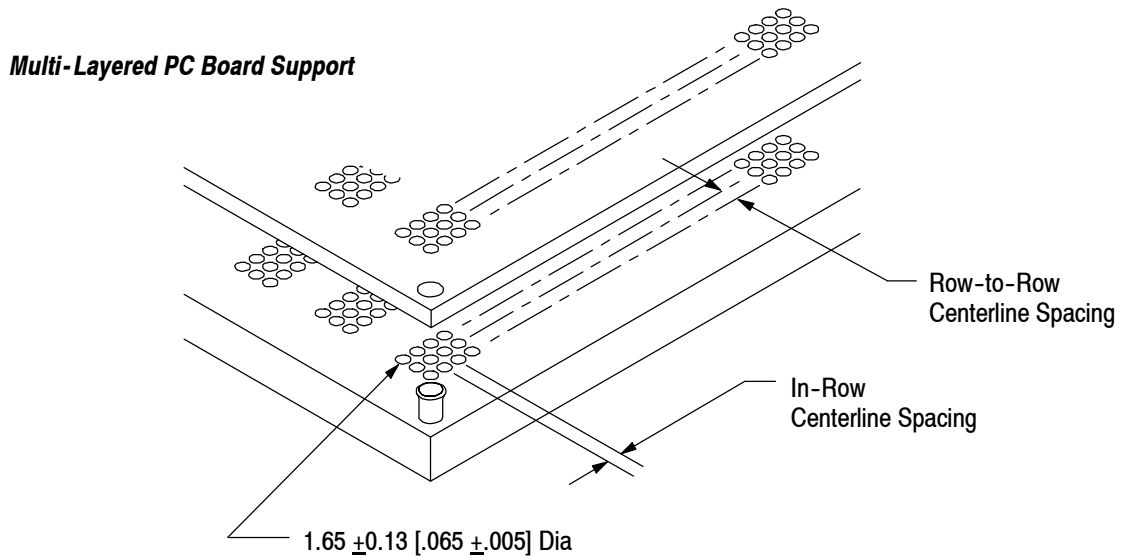 Multi-Layered PC Board Support
Row-to-Row
Centerline Spacing
In-Row
Centerline Spacing
1.65 ±0.13 [.065 ±.005] Dia